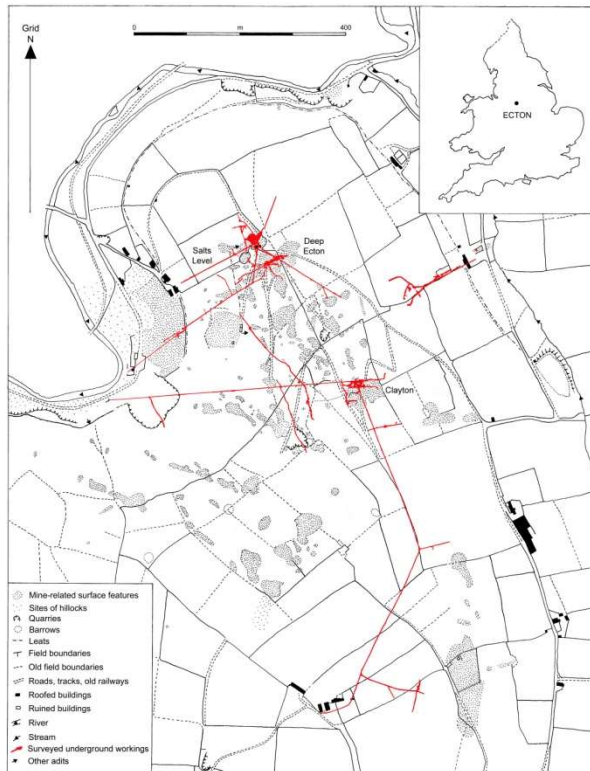 Grid
N
0
m
400
ECTON
Salts
Level
Deep
Ecton
Clayton
Mine-related surface features
Sites of hillocks
Quarries
Barrows
Leats
Field boundaries
Old field boundaries
Roads, tracks, old railways
Roofed buildings
Ruined buildings
River
Stream
Surveyed underground workings
Other adits